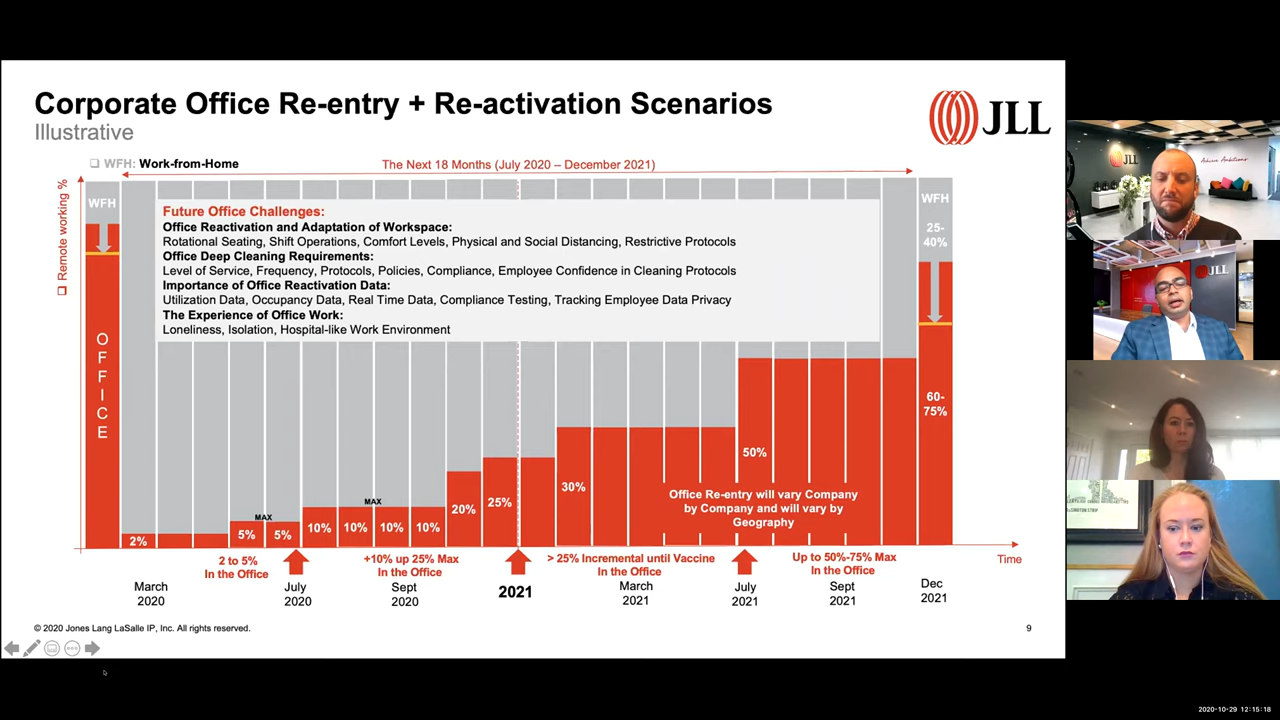 Corporate Office Re-entry + Re-activation Scenarios
Illustrative
JLL
WFH: Work-from-Home
The Next 18 Months (July 2020 – December 2021)
Remote working %
WFH
OFFICE
Future Office Challenges:
Office Reactivation and Adaptation of Workspace:
Rotational Seating, Shift Operations, Comfort Levels, Physical and Social Distancing, Restrictive Protocols
Office Deep Cleaning Requirements:
Level of Service, Frequency, Protocols, Policies, Compliance, Employee Confidence in Cleaning Protocols
Importance of Office Reactivation Data:
Utilization Data, Occupancy Data, Real Time Data, Compliance Testing, Tracking Employee Data Privacy
The Experience of Office Work:
Loneliness, Isolation, Hospital-like Work Environment
WFH
25-
40%
60-
75%
2%
MAX
5%
5%
10%
MAX
10%
10%
10%
20%
25%
30%
50%
Office Re-entry will vary Company
by Company and will vary by
Geography
2 to 5%
In the Office
+10% up 25% Max
In the Office
> 25% Incremental until Vaccine
In the Office
Up to 50%-75% Max
In the Office
Time
March
2020
July
2020
Sept
2020
2021
March
2021
July
2021
Sept
2021
Dec
2021
© 2020 Jones Lang LaSalle IP, Inc. All rights reserved.
9
JLL
Achieve Ambitions
JLL
2020-10-29 12:15:18